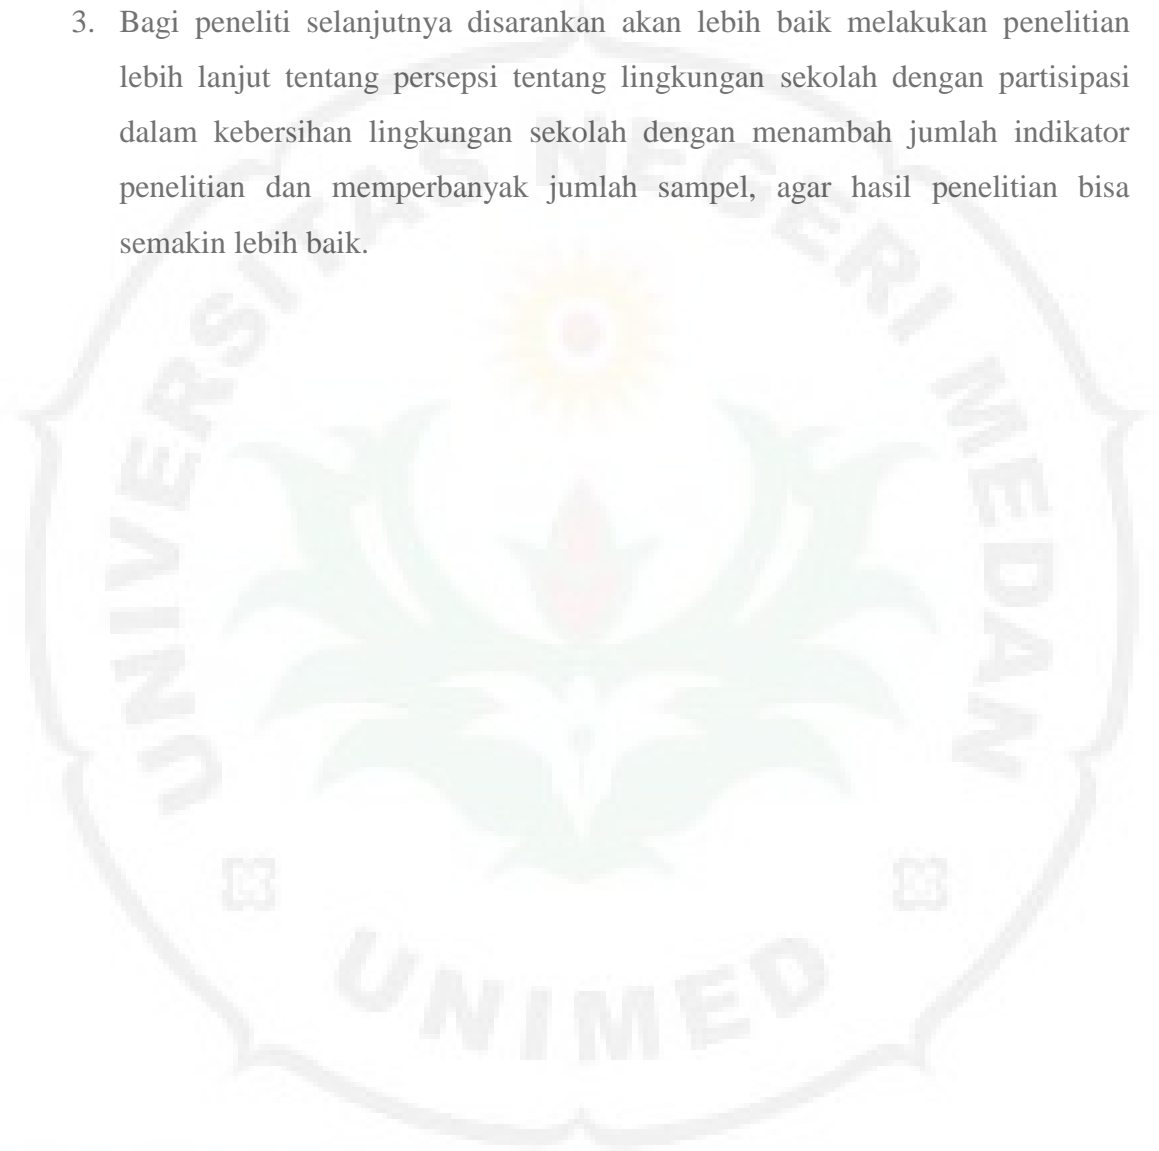 3. Bagi peneliti selanjutnya disarankan akan lebih baik melakukan penelitian
lebih lanjut tentang persepsi tentang lingkungan sekolah dengan partisipasi
dalam kebersihan lingkungan sekolah dengan menambah jumlah indikator
penelitian dan memperbanyak jumlah sampel, agar hasil penelitian bisa
semakin lebih baik.
UNIVERSITAS NEGERI MEDAN
UNIMED